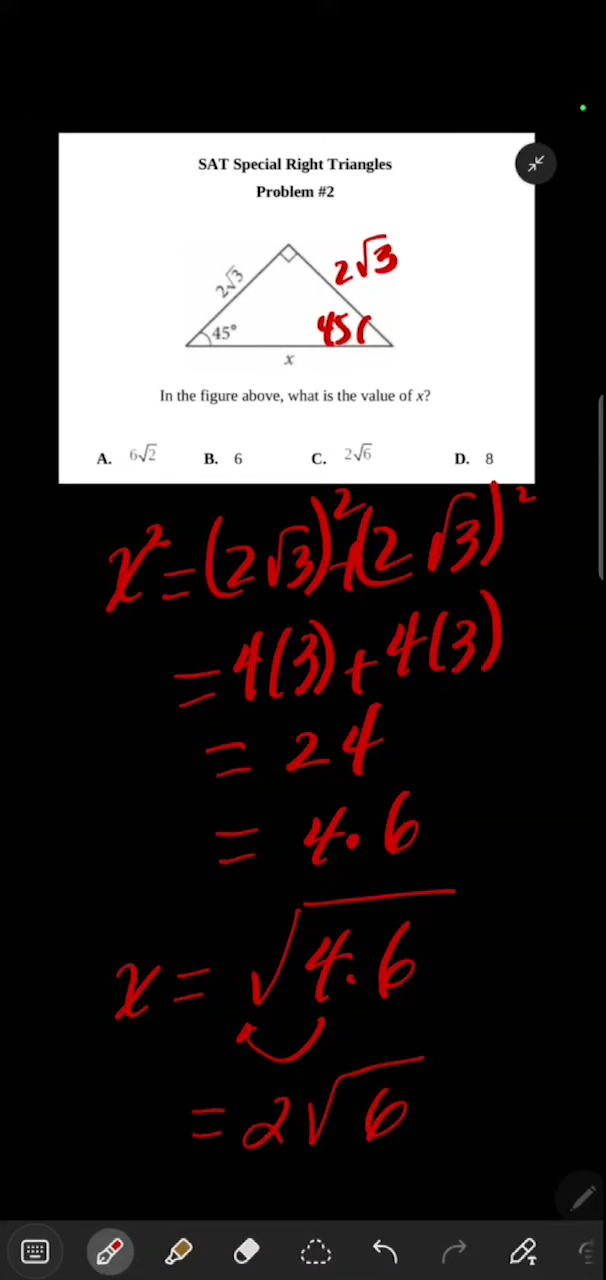 SAT Special Right Triangles
Problem #2
2√3
2√3
45°
45(
x
In the figure above, what is the value of x?
A. 6√2 B. 6 C. 2√6 D. 8
x² = (2√3)² + (2√3)²
= 4(3) + 4(3)
= 24
= 4·6
x = √4·6
= 2√6